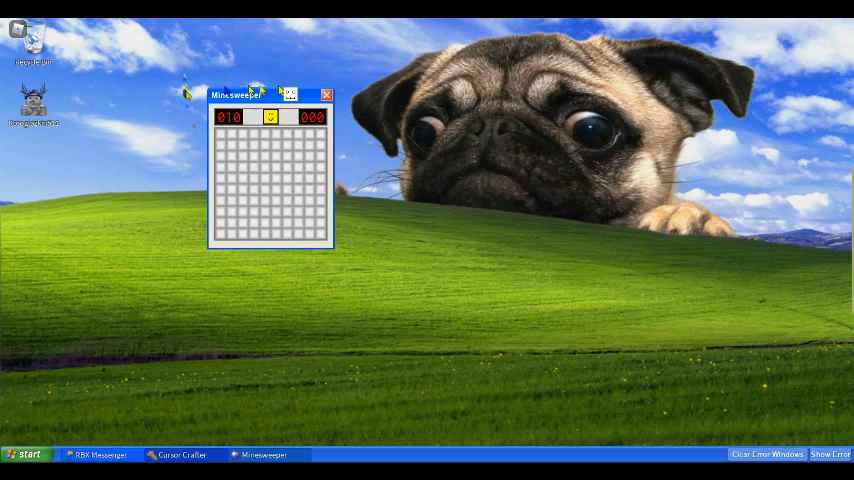 Recycle Bin
Minesweeper
010
000
start
RBX Messenger
Cursor Crafter
Minesweeper
Clear Error Windows
Show Error